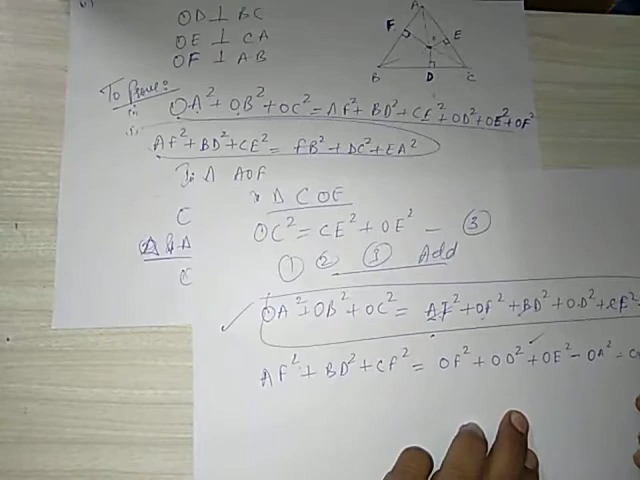 OD ⊥ BC
OE ⊥ CA
OF ⊥ AB
A
F
E
B
D
C
To Prove:
(i) OA² + OB² + OC² = AF² + BD² + CE² + OD² + OE² + OF²
AF² + BD² + CE² = FB² + DC² + EA²
In Δ AOF
Δ COE
OC² = CE² + OE² — ③
① ② ③ Add
OA² + OB² + OC² = AF² + OF² + BD² + OD² + CE²
AF² + BD² + CF² = OF² + OD² + OE² − OA² =